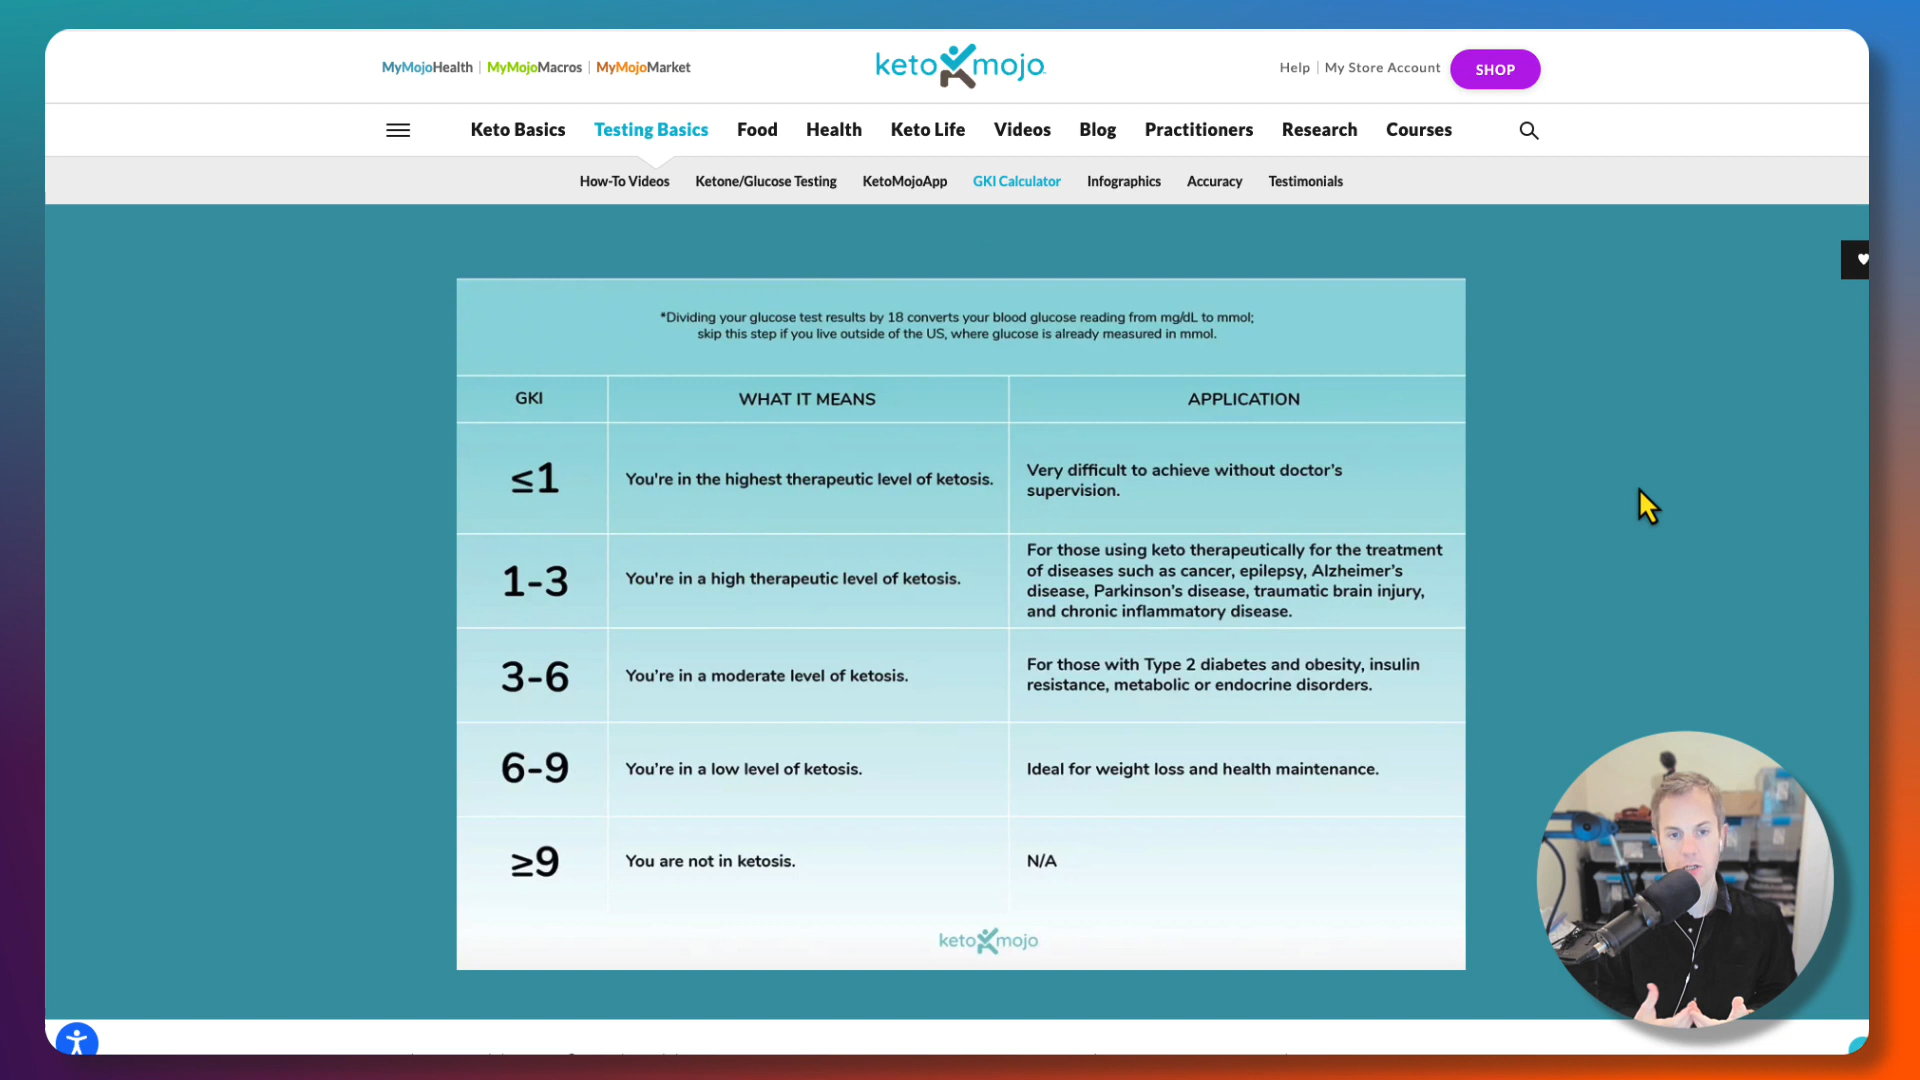 MyMojoHealth | MyMojoMacros | MyMojoMarket
keto mojo
Help | My Store Account
SHOP
Keto Basics
Testing Basics
Food
Health
Keto Life
Videos
Blog
Practitioners
Research
Courses
How-To Videos
Ketone/Glucose Testing
KetoMojoApp
GKI Calculator
Infographics
Accuracy
Testimonials
*Dividing your glucose test results by 18 converts your blood glucose reading from mg/dL to mmol;
skip this step if you live outside of the US, where glucose is already measured in mmol.
GKI
WHAT IT MEANS
APPLICATION
≤1
You're in the highest therapeutic level of ketosis.
Very difficult to achieve without doctor's
supervision.
1-3
You're in a high therapeutic level of ketosis.
For those using keto therapeutically for the treatment
of diseases such as cancer, epilepsy, Alzheimer's
disease, Parkinson's disease, traumatic brain injury,
and chronic inflammatory disease.
3-6
You're in a moderate level of ketosis.
For those with Type 2 diabetes and obesity, insulin
resistance, metabolic or endocrine disorders.
6-9
You're in a low level of ketosis.
Ideal for weight loss and health maintenance.
≥9
You are not in ketosis.
N/A
keto mojo